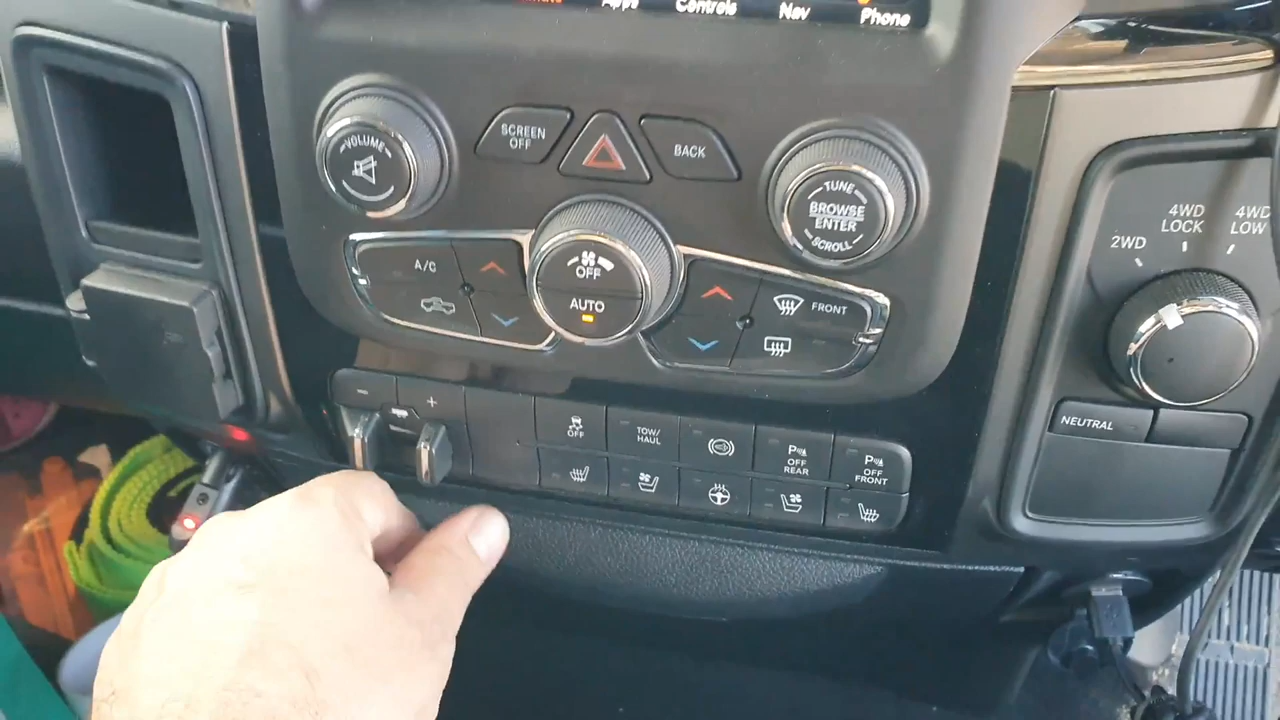 Apps
Controls
Nav
Phone
VOLUME
SCREEN
OFF
BACK
TUNE
BROWSE
ENTER
SCROLL
A/C
OFF
AUTO
FRONT
2WD
4WD
LOCK
4WD
LOW
NEUTRAL
-
+
OFF
TOW/
HAUL
P
OFF
REAR
P
OFF
FRONT